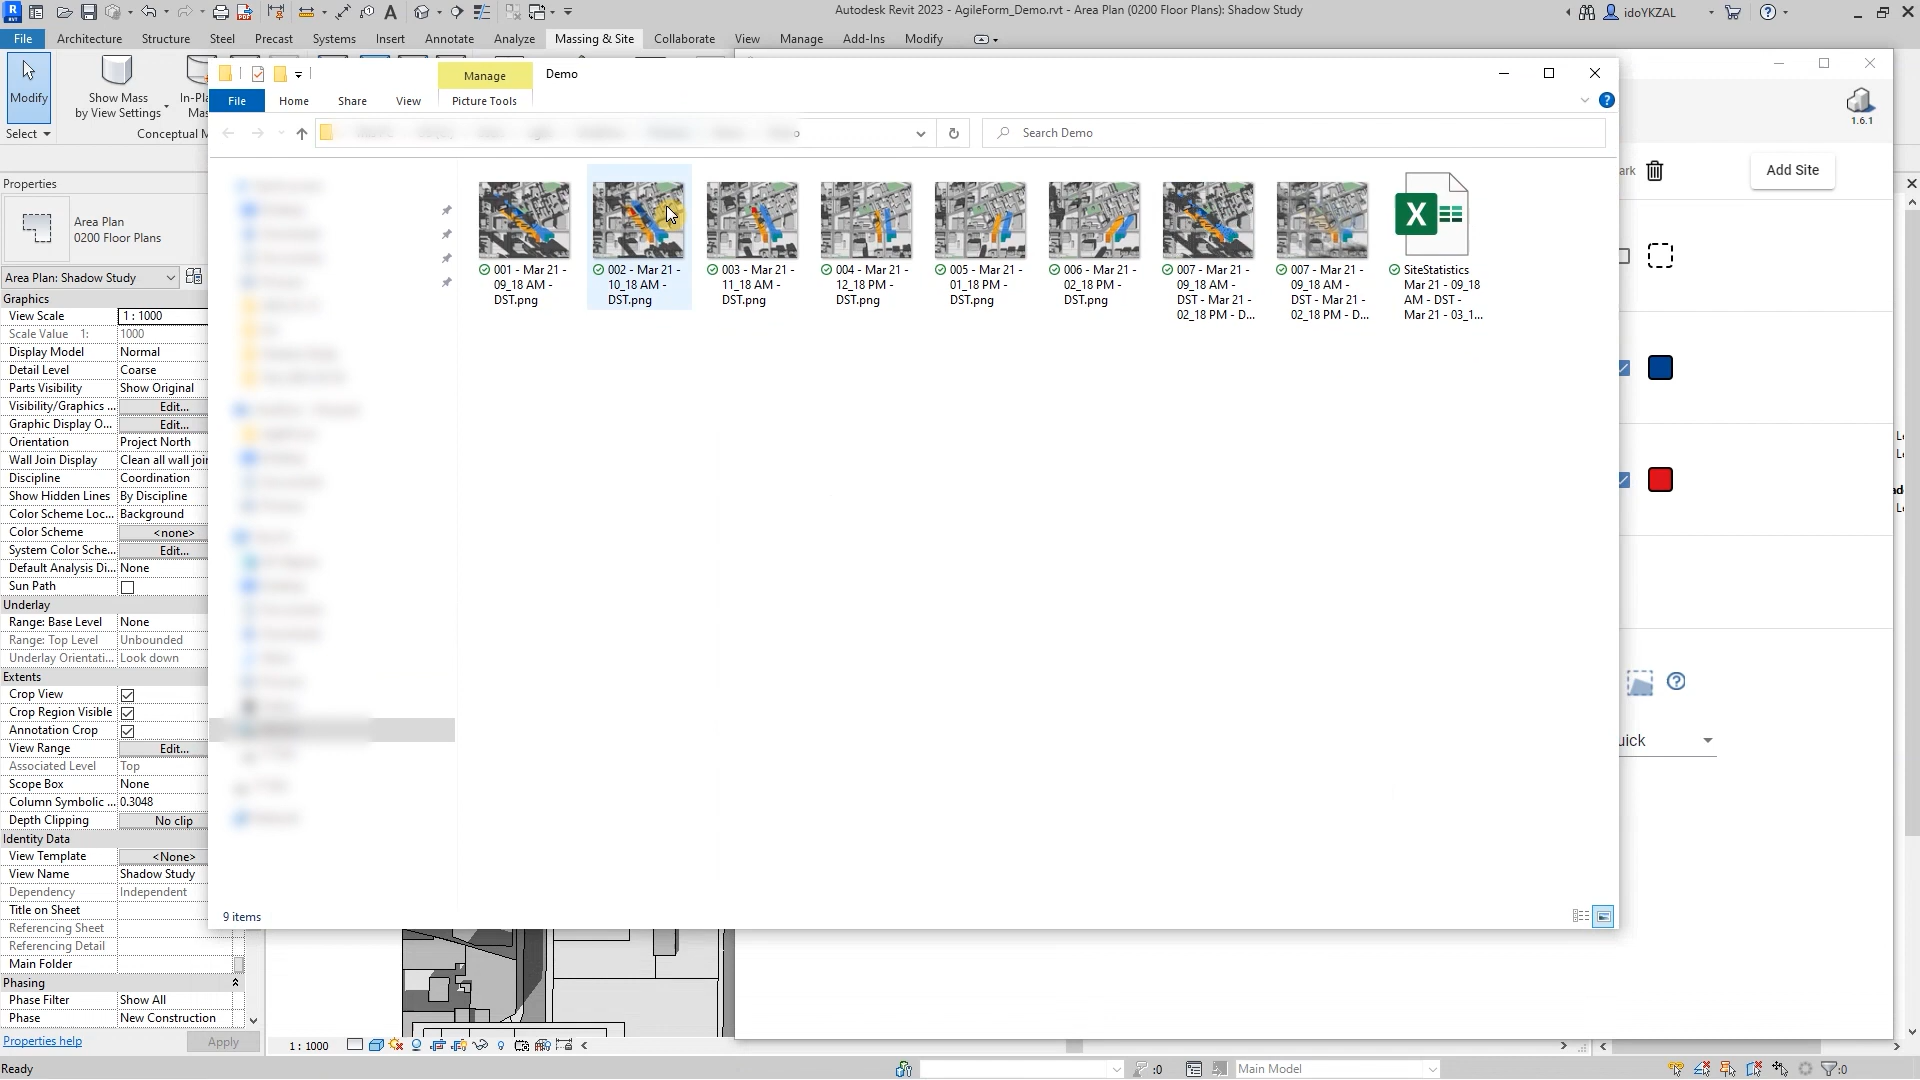 Autodesk Revit 2023 - AgileForm_Demo.rvt - Area Plan (0200 Floor Plans): Shadow Study
idoYKZAL
File
Architecture
Structure
Steel
Precast
Systems
Insert
Annotate
Analyze
Massing & Site
Collaborate
View
Manage
Add-Ins
Modify
Modify
Select
Show Mass
by View Settings
In-Pla
Mas
Conceptual M
Manage
Demo
File
Home
Share
View
Picture Tools
Search Demo
1.6.1
ark
Add Site
Properties
Area Plan
0200 Floor Plans
Area Plan: Shadow Study
Graphics
View Scale 1 : 1000
Scale Value 1: 1000
Display Model Normal
Detail Level Coarse
Parts Visibility Show Original
Visibility/Graphics ... Edit...
Graphic Display O... Edit...
Orientation Project North
Wall Join Display Clean all wall join
Discipline Coordination
Show Hidden Lines By Discipline
Color Scheme Loc... Background
Color Scheme <none>
System Color Sche... Edit...
Default Analysis Di... None
Sun Path
Underlay
Range: Base Level None
Range: Top Level Unbounded
Underlay Orientati... Look down
Extents
Crop View
Crop Region Visible
Annotation Crop
View Range Edit...
Associated Level Top
Scope Box None
Column Symbolic ... 0.3048
Depth Clipping No clip
Identity Data
View Template <None>
View Name Shadow Study
Dependency Independent
Title on Sheet
Referencing Sheet
Referencing Detail
Main Folder
Phasing
Phase Filter Show All
Phase New Construction
Properties help
Apply
001 - Mar 21 -
09_18 AM -
DST.png
002 - Mar 21 -
10_18 AM -
DST.png
003 - Mar 21 -
11_18 AM -
DST.png
004 - Mar 21 -
12_18 PM -
DST.png
005 - Mar 21 -
01_18 PM -
DST.png
006 - Mar 21 -
02_18 PM -
DST.png
007 - Mar 21 -
09_18 AM -
DST - Mar 21 -
02_18 PM - D...
007 - Mar 21 -
09_18 AM -
DST - Mar 21 -
02_18 PM - D...
SiteStatistics
Mar 21 - 09_18
AM - DST -
Mar 21 - 03_1...
uick
9 items
1 : 1000
Ready
:0
Main Model
:0